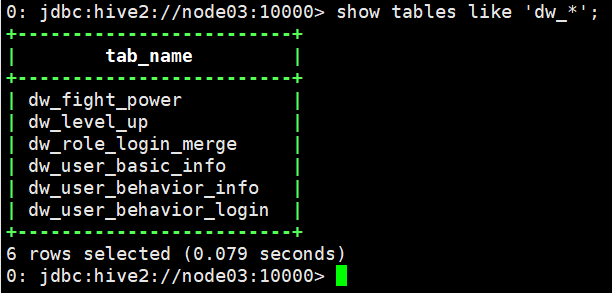 0: jdbc:hive2://node03:10000> show tables like 'dw_*';
+--------------------------+
|         tab_name         |
+--------------------------+
| dw_fight_power           |
| dw_level_up              |
| dw_role_login_merge      |
| dw_user_basic_info       |
| dw_user_behavior_info    |
| dw_user_behavior_login   |
+--------------------------+
6 rows selected (0.079 seconds)
0: jdbc:hive2://node03:10000>